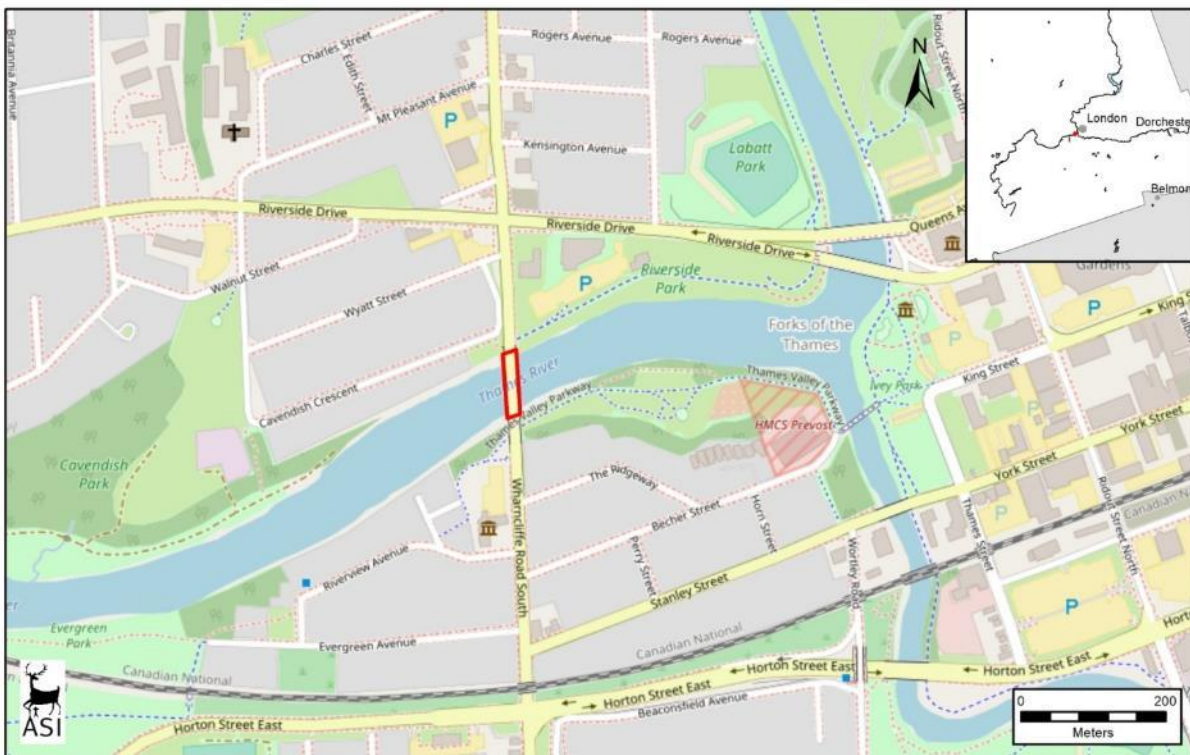 Britannia Avenue
Charles Street
Edith Street
Mt Pleasant Avenue
P
Rogers Avenue
Rogers Avenue
Kensington Avenue
Labatt
Park
Ridout Street North
N
London
Dorchester
Belmon
Riverside Drive
Riverside Drive
Riverside Drive
Queens A
Gardens
P
King S
Talbo
Walnut Street
Wyatt Street
P
Riverside
Park
P
Forks of the
Thames
Ivey Park
King Street
York Street
York Street
Thames River
Thames Valley Parkway
Thames Valley Parkway
HMCS Prevost
Cavendish Crescent
Cavendish
Park
Wharncliffe Road South
The Ridgeway
Becher Street
Horn Street
Perry Street
Stanley Street
Wortley Road
Thames Street
P
Ridout Street North
Canadian N
Canadian National
P
Riverview Avenue
Evergreen
Park
Evergreen Avenue
Canadian National
Canadian National
Horton Street East
Horton Street East
Horton Street East
Horton Street East
Horto
Beaconsfield Avenue
ASI
0
200
Meters